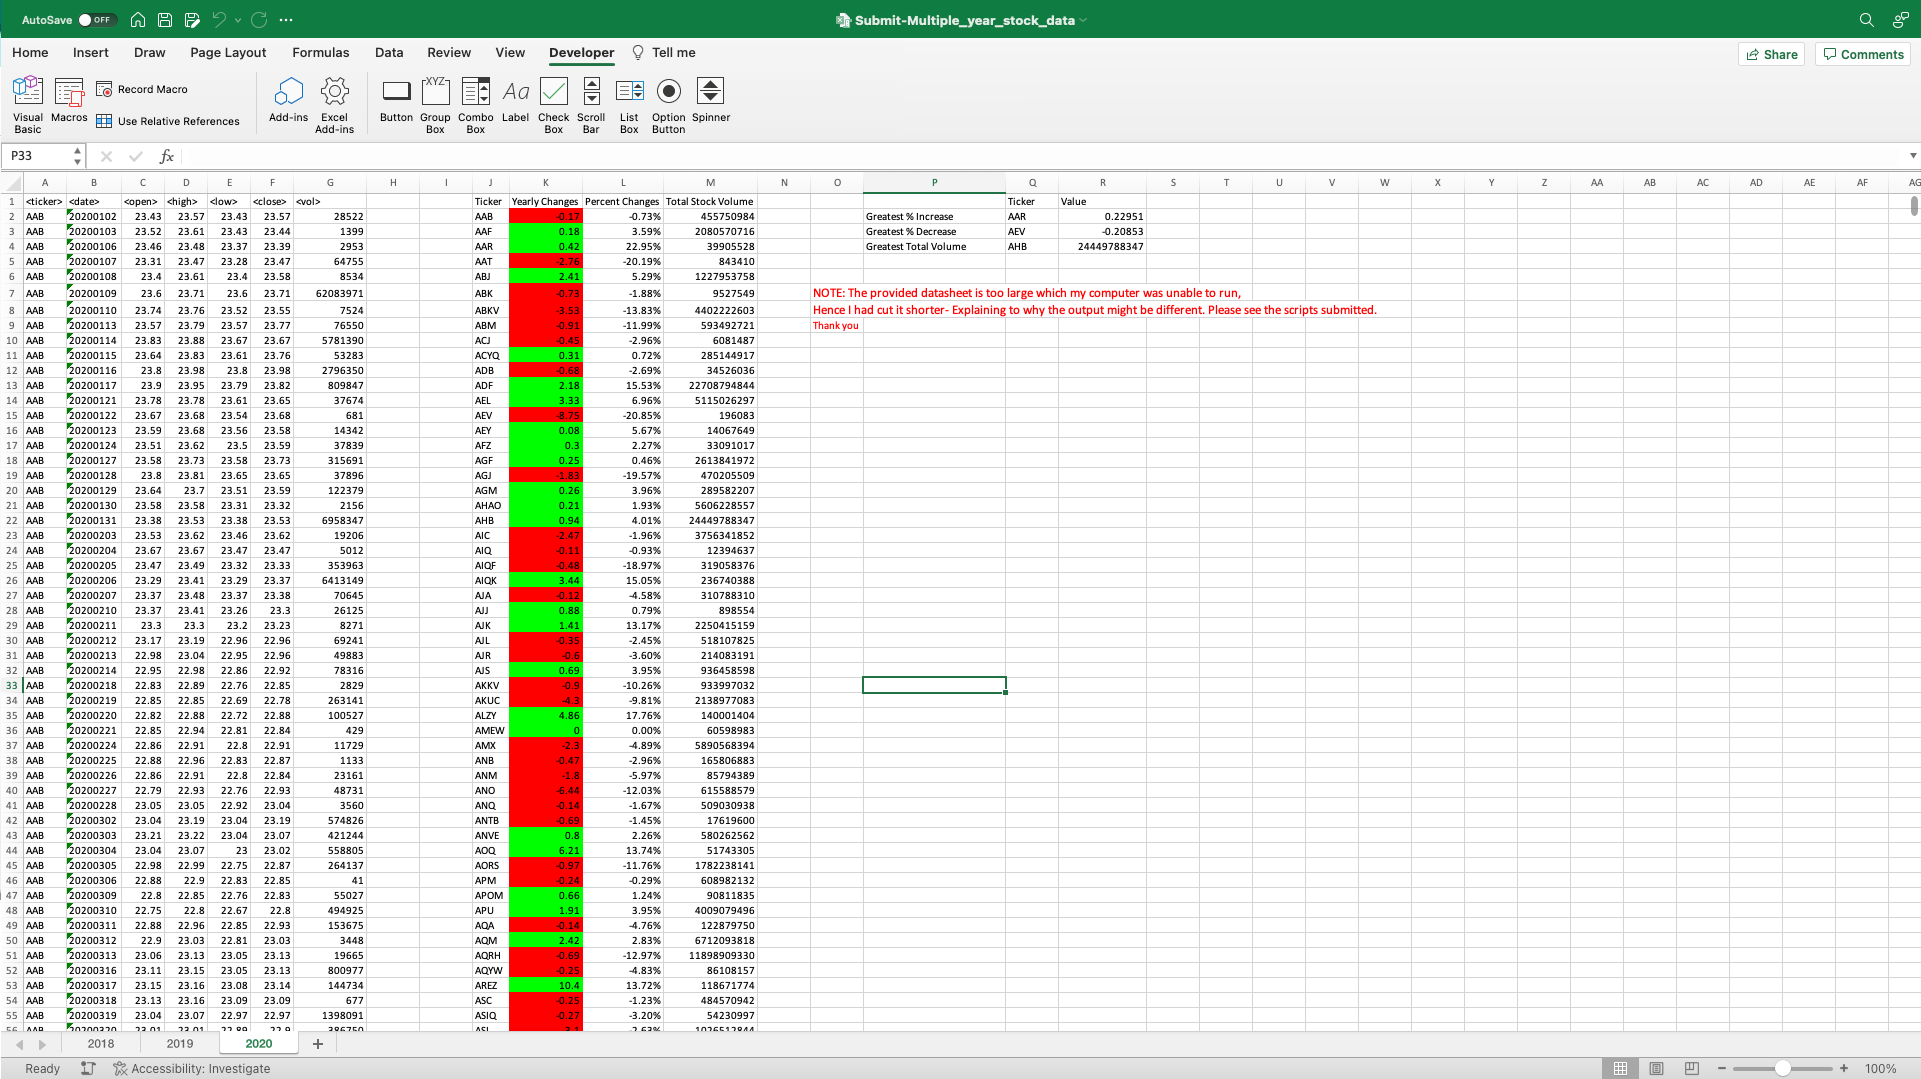 AutoSave OFF Submit-Multiple_year_stock_data
Home Insert Draw Page Layout Formulas Data Review View Developer Tell me Share Comments
Visual Basic Macros Record Macro Use Relative References Add-ins Excel Add-ins Button XYZ Group Box Combo Box Aa Label Check Box Scroll Bar List Box Option Button Spinner
P33 fx
A B C D E F G H I J K L M N O P Q R S T U V W X Y Z AA AB AC AD AE AF AG
1 <ticker> <date> <open> <high> <low> <close> <vol> Ticker Yearly Changes Percent Changes Total Stock Volume Ticker Value
2 AAB 20200102 23.43 23.57 23.43 23.57 28522 AAB -0.17 -0.73% 455750984 Greatest % Increase AAR 0.22951
3 AAB 20200103 23.52 23.61 23.43 23.44 1399 AAF 0.18 3.59% 2080570716 Greatest % Decrease AEV -0.20853
4 AAB 20200106 23.46 23.48 23.37 23.39 2953 AAR 0.42 22.95% 39905528 Greatest Total Volume AHB 24449788347
5 AAB 20200107 23.31 23.47 23.28 23.47 64755 AAT -2.76 -20.19% 843410
6 AAB 20200108 23.4 23.61 23.4 23.58 8534 ABJ 2.41 5.29% 1227953758
7 AAB 20200109 23.6 23.71 23.6 23.71 62083971 ABK -0.73 -1.88% 9527549 NOTE: The provided datasheet is too large which my computer was unable to run,
8 AAB 20200110 23.74 23.76 23.52 23.55 7524 ABKV -3.53 -13.83% 4402222603 Hence I had cut it shorter- Explaining to why the output might be different. Please see the scripts submitted.
9 AAB 20200113 23.57 23.79 23.57 23.77 76550 ABM -0.91 -11.99% 593492721 Thank you
10 AAB 20200114 23.83 23.88 23.67 23.67 5781390 ACJ -0.45 -2.96% 6081487
11 AAB 20200115 23.64 23.83 23.61 23.76 53283 ACYQ 0.31 0.72% 285144917
12 AAB 20200116 23.8 23.98 23.8 23.98 2796350 ADB -0.68 -2.69% 34526036
13 AAB 20200117 23.9 23.95 23.79 23.82 809847 ADF 2.18 15.53% 22708794844
14 AAB 20200121 23.78 23.78 23.61 23.65 37674 AEL 3.33 6.96% 5115026297
15 AAB 20200122 23.67 23.68 23.54 23.68 681 AEV -8.75 -20.85% 196083
16 AAB 20200123 23.59 23.68 23.56 23.58 14342 AEY 0.08 5.67% 14067649
17 AAB 20200124 23.51 23.62 23.5 23.59 37839 AFZ 0.3 2.27% 33091017
18 AAB 20200127 23.58 23.73 23.58 23.73 315691 AGF 0.25 0.46% 2613841972
19 AAB 20200128 23.8 23.81 23.65 23.65 37896 AGJ -1.83 -19.57% 470205509
20 AAB 20200129 23.64 23.7 23.51 23.59 122379 AGM 0.26 3.96% 289582207
21 AAB 20200130 23.58 23.58 23.31 23.32 2156 AHAO 0.21 1.93% 5606228557
22 AAB 20200131 23.38 23.53 23.38 23.53 6958347 AHB 0.94 4.01% 24449788347
23 AAB 20200203 23.53 23.62 23.46 23.62 19206 AIC -2.47 -1.96% 3756341852
24 AAB 20200204 23.67 23.67 23.47 23.47 5012 AIQ -0.11 -0.93% 12394637
25 AAB 20200205 23.47 23.49 23.32 23.33 353963 AIQF -0.48 -18.97% 319058376
26 AAB 20200206 23.29 23.41 23.29 23.37 6413149 AIQK 3.44 15.05% 236740388
27 AAB 20200207 23.37 23.48 23.37 23.38 70645 AJA -0.12 -4.58% 310788310
28 AAB 20200210 23.37 23.41 23.26 23.3 26125 AJJ 0.88 0.79% 898554
29 AAB 20200211 23.3 23.3 23.2 23.23 8271 AJK 1.41 13.17% 2250415159
30 AAB 20200212 23.17 23.19 22.96 22.96 69241 AJL -0.35 -2.45% 518107825
31 AAB 20200213 22.98 23.04 22.95 22.96 49883 AJR -0.6 -3.60% 214083191
32 AAB 20200214 22.95 22.98 22.86 22.92 78316 AJS 0.69 3.95% 936458598
33 AAB 20200218 22.83 22.89 22.76 22.85 2829 AKKV -0.9 -10.26% 933997032
34 AAB 20200219 22.85 22.85 22.69 22.78 263141 AKUC -4.3 -9.81% 2138977083
35 AAB 20200220 22.82 22.88 22.72 22.88 100527 ALZY 4.86 17.76% 140001404
36 AAB 20200221 22.85 22.94 22.81 22.84 429 AMEW 0 0.00% 60598983
37 AAB 20200224 22.86 22.91 22.8 22.91 11729 AMX -2.3 -4.89% 5890568394
38 AAB 20200225 22.88 22.96 22.83 22.87 1133 ANB -0.47 -2.96% 165806883
39 AAB 20200226 22.86 22.91 22.8 22.84 23161 ANM -1.8 -5.97% 85794389
40 AAB 20200227 22.79 22.93 22.76 22.93 48731 ANO -6.44 -12.03% 615588579
41 AAB 20200228 23.05 23.05 22.92 23.04 3560 ANQ -0.14 -1.67% 509030938
42 AAB 20200302 23.04 23.19 23.04 23.19 574826 ANTB -0.69 -1.45% 17619600
43 AAB 20200303 23.21 23.22 23.04 23.07 421244 ANVE 0.8 2.26% 580262562
44 AAB 20200304 23.04 23.07 23 23.02 558805 AOQ 6.21 13.74% 51743305
45 AAB 20200305 22.98 22.99 22.75 22.87 264137 AORS -0.97 -11.76% 1782238141
46 AAB 20200306 22.88 22.9 22.83 22.85 41 APM -0.24 -0.29% 608982132
47 AAB 20200309 22.8 22.85 22.76 22.83 55027 APOM 0.66 1.24% 90811835
48 AAB 20200310 22.75 22.8 22.67 22.8 494925 APU 1.91 3.95% 4009079496
49 AAB 20200311 22.88 22.96 22.85 22.93 153675 AQA -0.14 -4.76% 122879750
50 AAB 20200312 22.9 23.03 22.81 23.03 3448 AQM 2.42 2.83% 6712093818
51 AAB 20200313 23.06 23.13 23.05 23.13 19665 AQRH -0.69 -12.97% 11898909330
52 AAB 20200316 23.11 23.15 23.05 23.13 800977 AQYW -0.25 -4.83% 86108157
53 AAB 20200317 23.15 23.16 23.08 23.14 144734 AREZ 10.4 13.72% 118671774
54 AAB 20200318 23.13 23.16 23.09 23.09 677 ASC -0.25 -1.23% 484570942
55 AAB 20200319 23.04 23.07 22.97 22.97 1398091 ASIQ -0.27 -3.20% 54230997
56 AAB 20200320 23.01 23.01 22.89 22.9 386750 ASL -3.1 -2.63% 1026512844
2018 2019 2020 +
Ready Accessibility: Investigate 100%